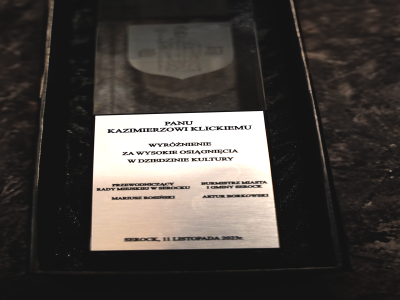 PANU
KAZIMIERZOWI KLICKIEMU
WYRÓŻNIENIE
ZA WYSOKIE OSIĄGNIĘCIA
W DZIEDZINIE KULTURY
PRZEWODNICZĄCY
RADY MIEJSKIEJ W SEROCKU
MARIUSZ ROSIŃSKI
BURMISTRZ MIASTA
I GMINY SEROCK
ARTUR BORKOWSKI
SEROCK, 11 LISTOPADA 2023r.